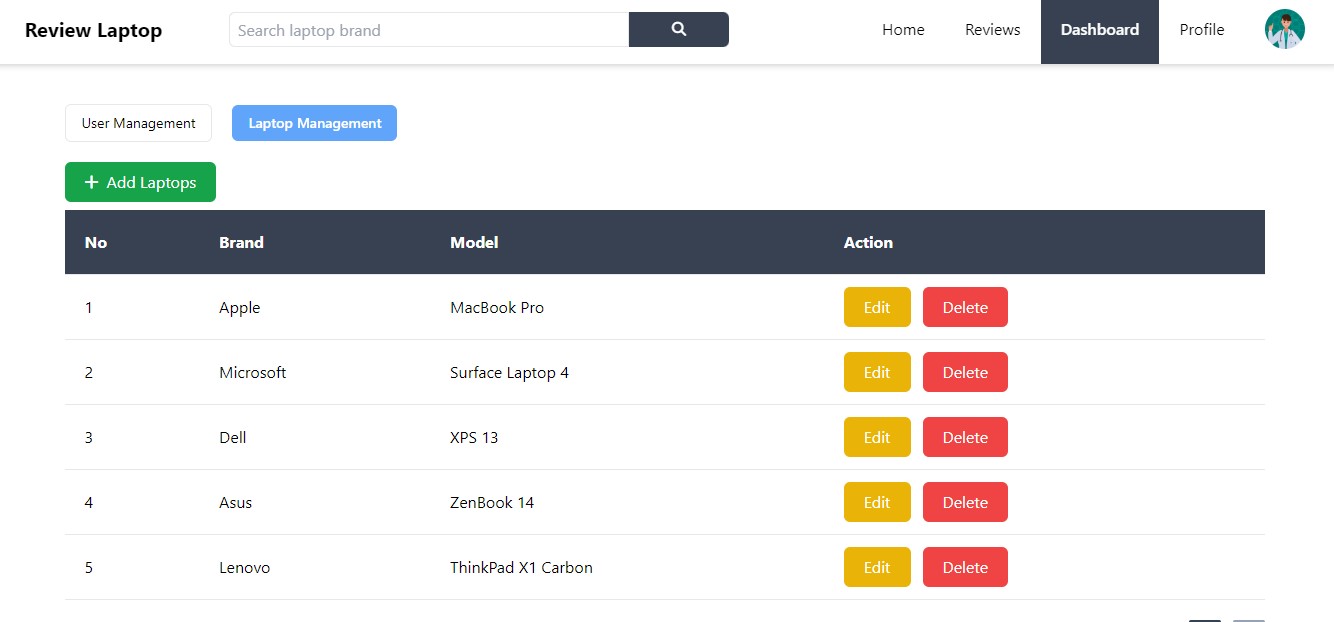 Review Laptop Search laptop brand Home Reviews Dashboard Profile
User Management Laptop Management
Add Laptops
No Brand Model Action
1 Apple MacBook Pro Edit Delete
2 Microsoft Surface Laptop 4 Edit Delete
3 Dell XPS 13 Edit Delete
4 Asus ZenBook 14 Edit Delete
5 Lenovo ThinkPad X1 Carbon Edit Delete